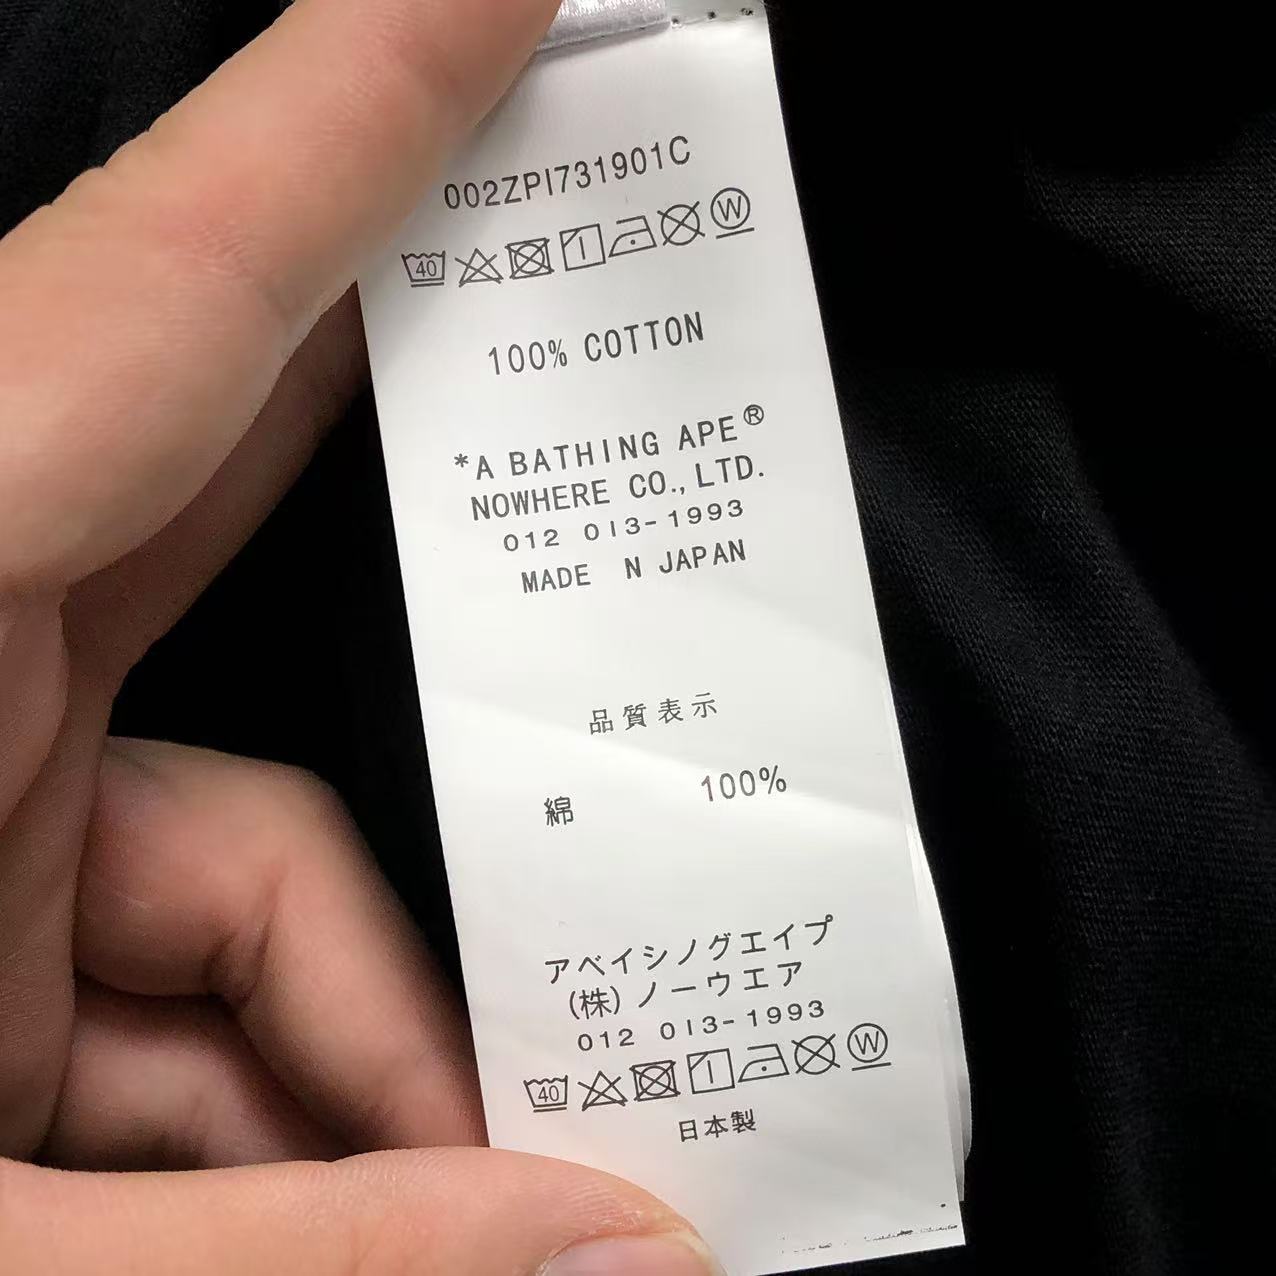 002ZPI731901C
40 W
100% COTTON
*A BATHING APE®
NOWHERE CO., LTD.
012 013-1993
MADE N JAPAN
品質表示
綿 100%
アベイシノグエイプ
(株)ノーウエア
012 013-1993
40 W
日本製